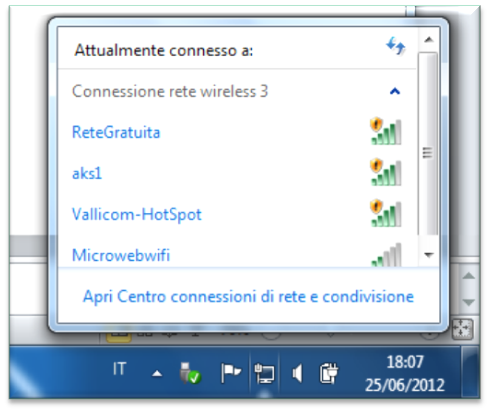 Attualmente connesso a:
Connessione rete wireless 3
ReteGratuita
aks1
Vallicom-HotSpot
Microwebwifi
Apri Centro connessioni di rete e condivisione
IT
18:07
25/06/2012